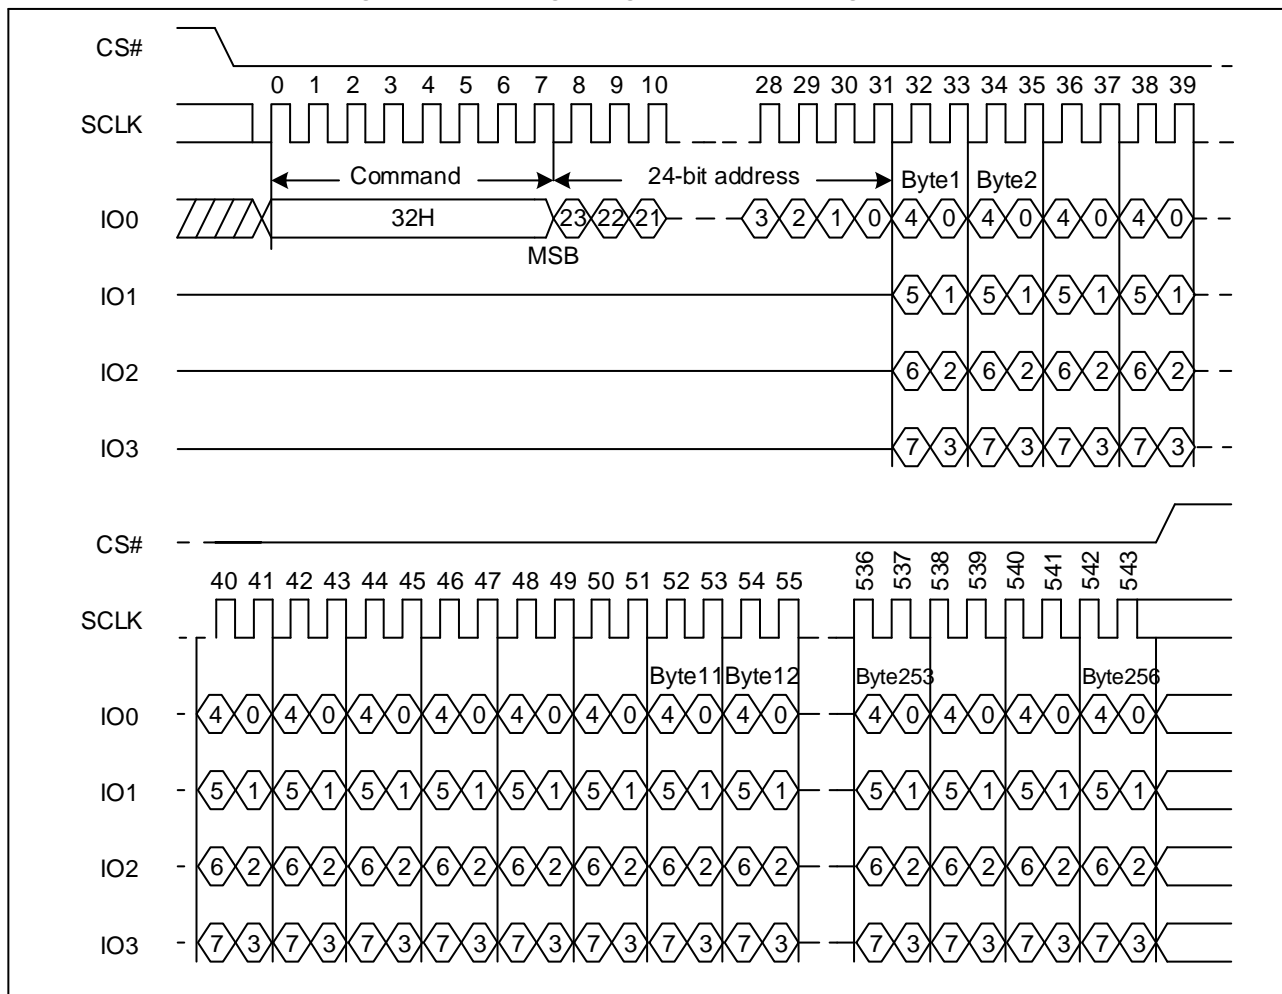 CS#
0 1 2 3 4 5 6 7 8 9 10 28 29 30 31 32 33 34 35 36 37 38 39
SCLK
Command 24-bit address Byte1 Byte2
IO0 32H 23 22 21 3 2 1 0 4 0 4 0 4 0 4 0
MSB
IO1 5 1 5 1 5 1 5 1
IO2 6 2 6 2 6 2 6 2
IO3 7 3 7 3 7 3 7 3
CS#
40 41 42 43 44 45 46 47 48 49 50 51 52 53 54 55 536 537 538 539 540 541 542 543
SCLK
Byte11 Byte12 Byte253 Byte256
IO0 4 0 4 0 4 0 4 0 4 0 4 0 4 0 4 0 4 0 4 0 4 0 4 0
IO1 5 1 5 1 5 1 5 1 5 1 5 1 5 1 5 1 5 1 5 1 5 1 5 1
IO2 6 2 6 2 6 2 6 2 6 2 6 2 6 2 6 2 6 2 6 2 6 2 6 2
IO3 7 3 7 3 7 3 7 3 7 3 7 3 7 3 7 3 7 3 7 3 7 3 7 3